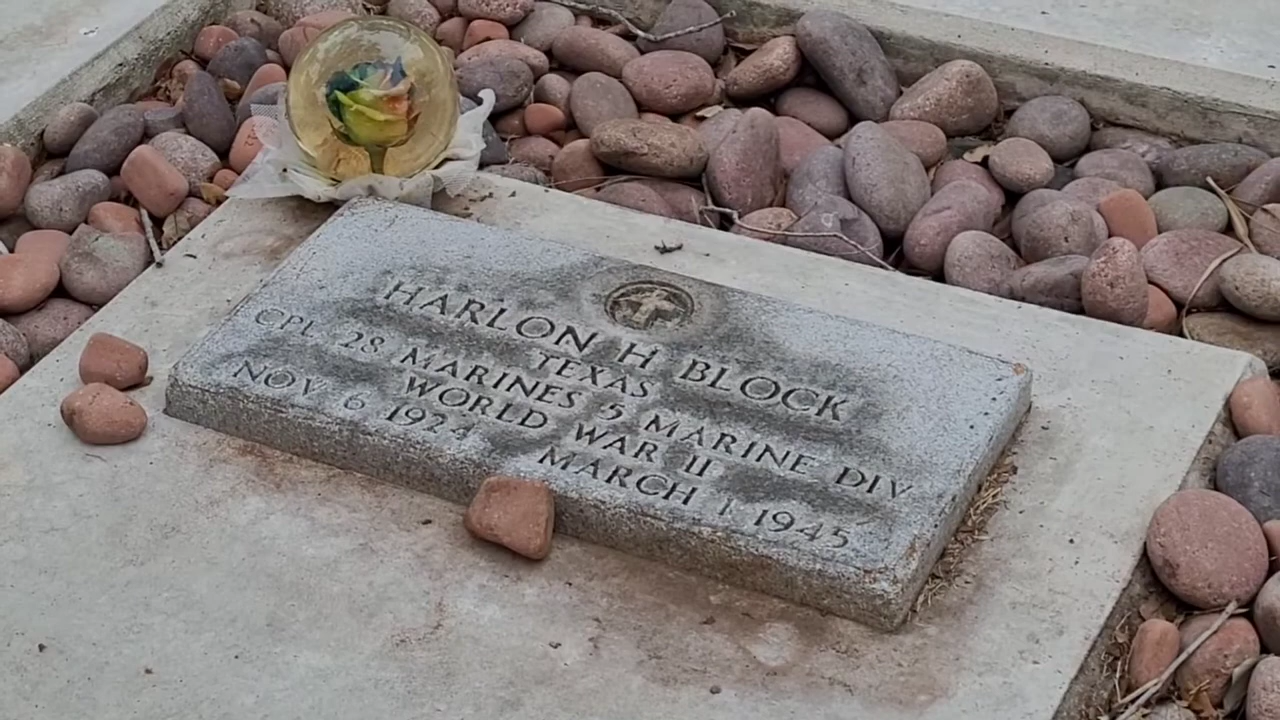 HARLON H BLOCK
TEXAS
CPL 28 MARINES 5 MARINE DIV
WORLD WAR II
NOV 6 1924 MARCH 1 1945